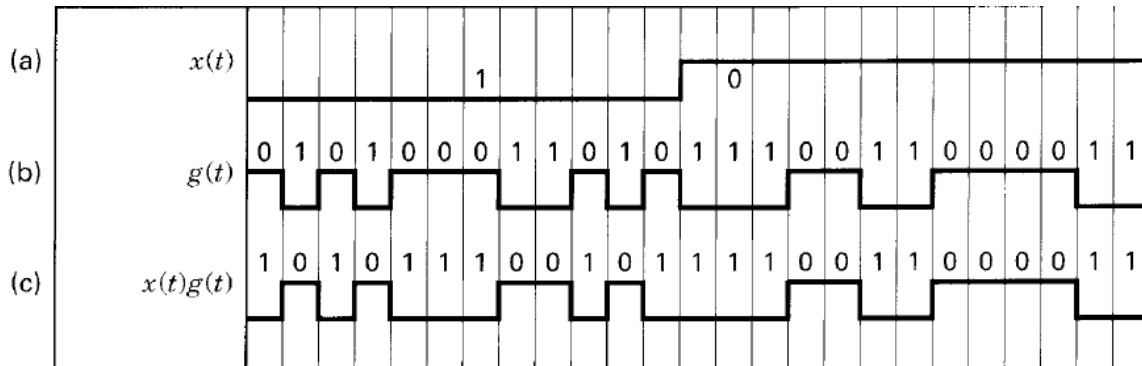 (a) x(t) 1 0
(b) g(t) 0 1 0 1 0 0 0 1 1 0 1 0 1 1 1 0 0 1 1 0 0 0 0 1 1
(c) x(t)g(t) 1 0 1 0 1 1 1 0 0 1 0 1 1 1 1 0 0 1 1 0 0 0 0 1 1